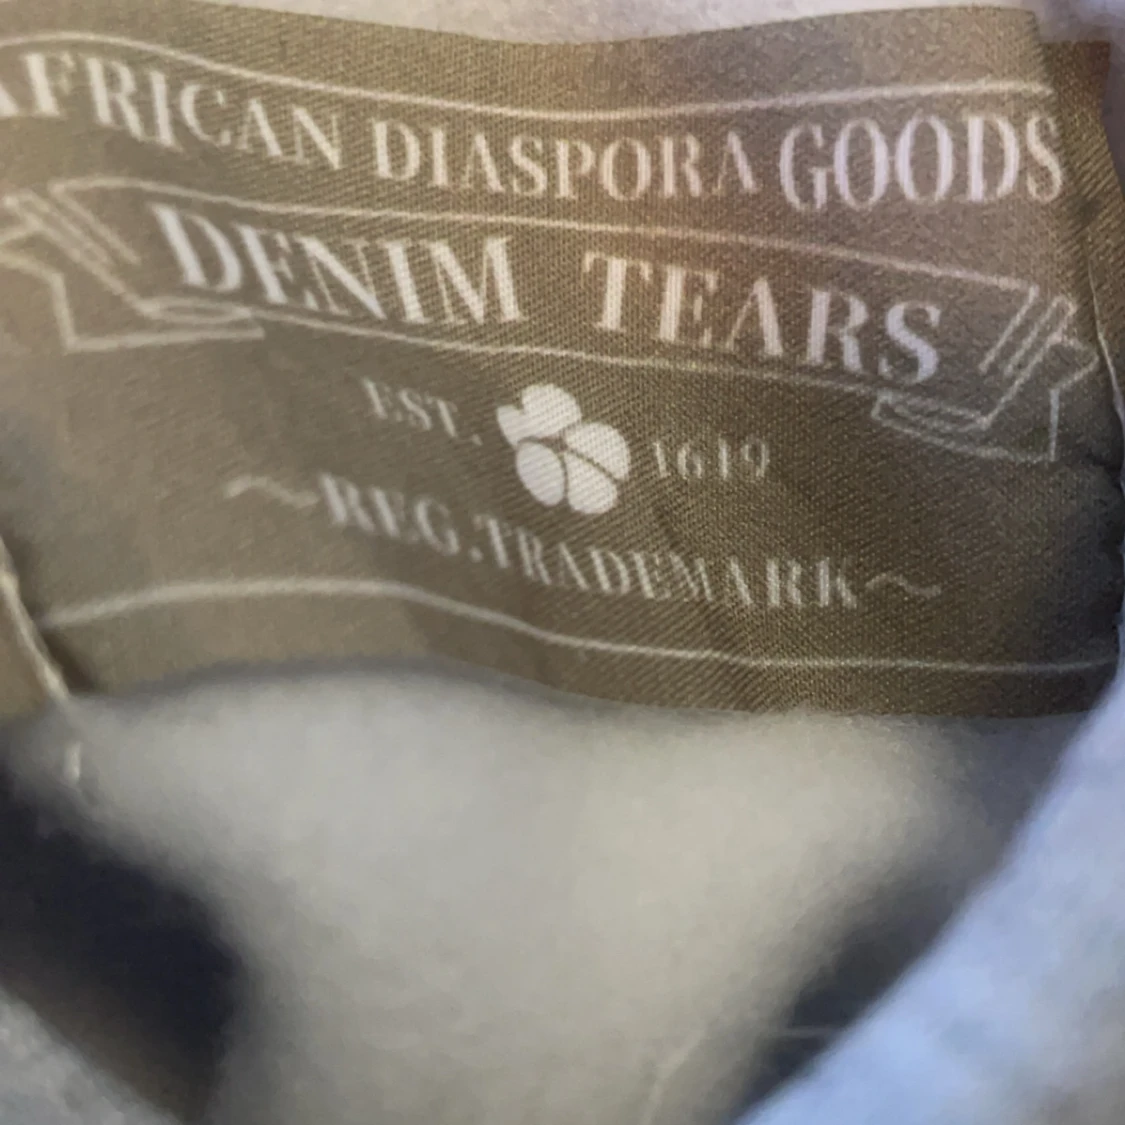 AFRICAN DIASPORA GOODS
DENIM TEARS
EST. 1619
~REG.TRADEMARK~